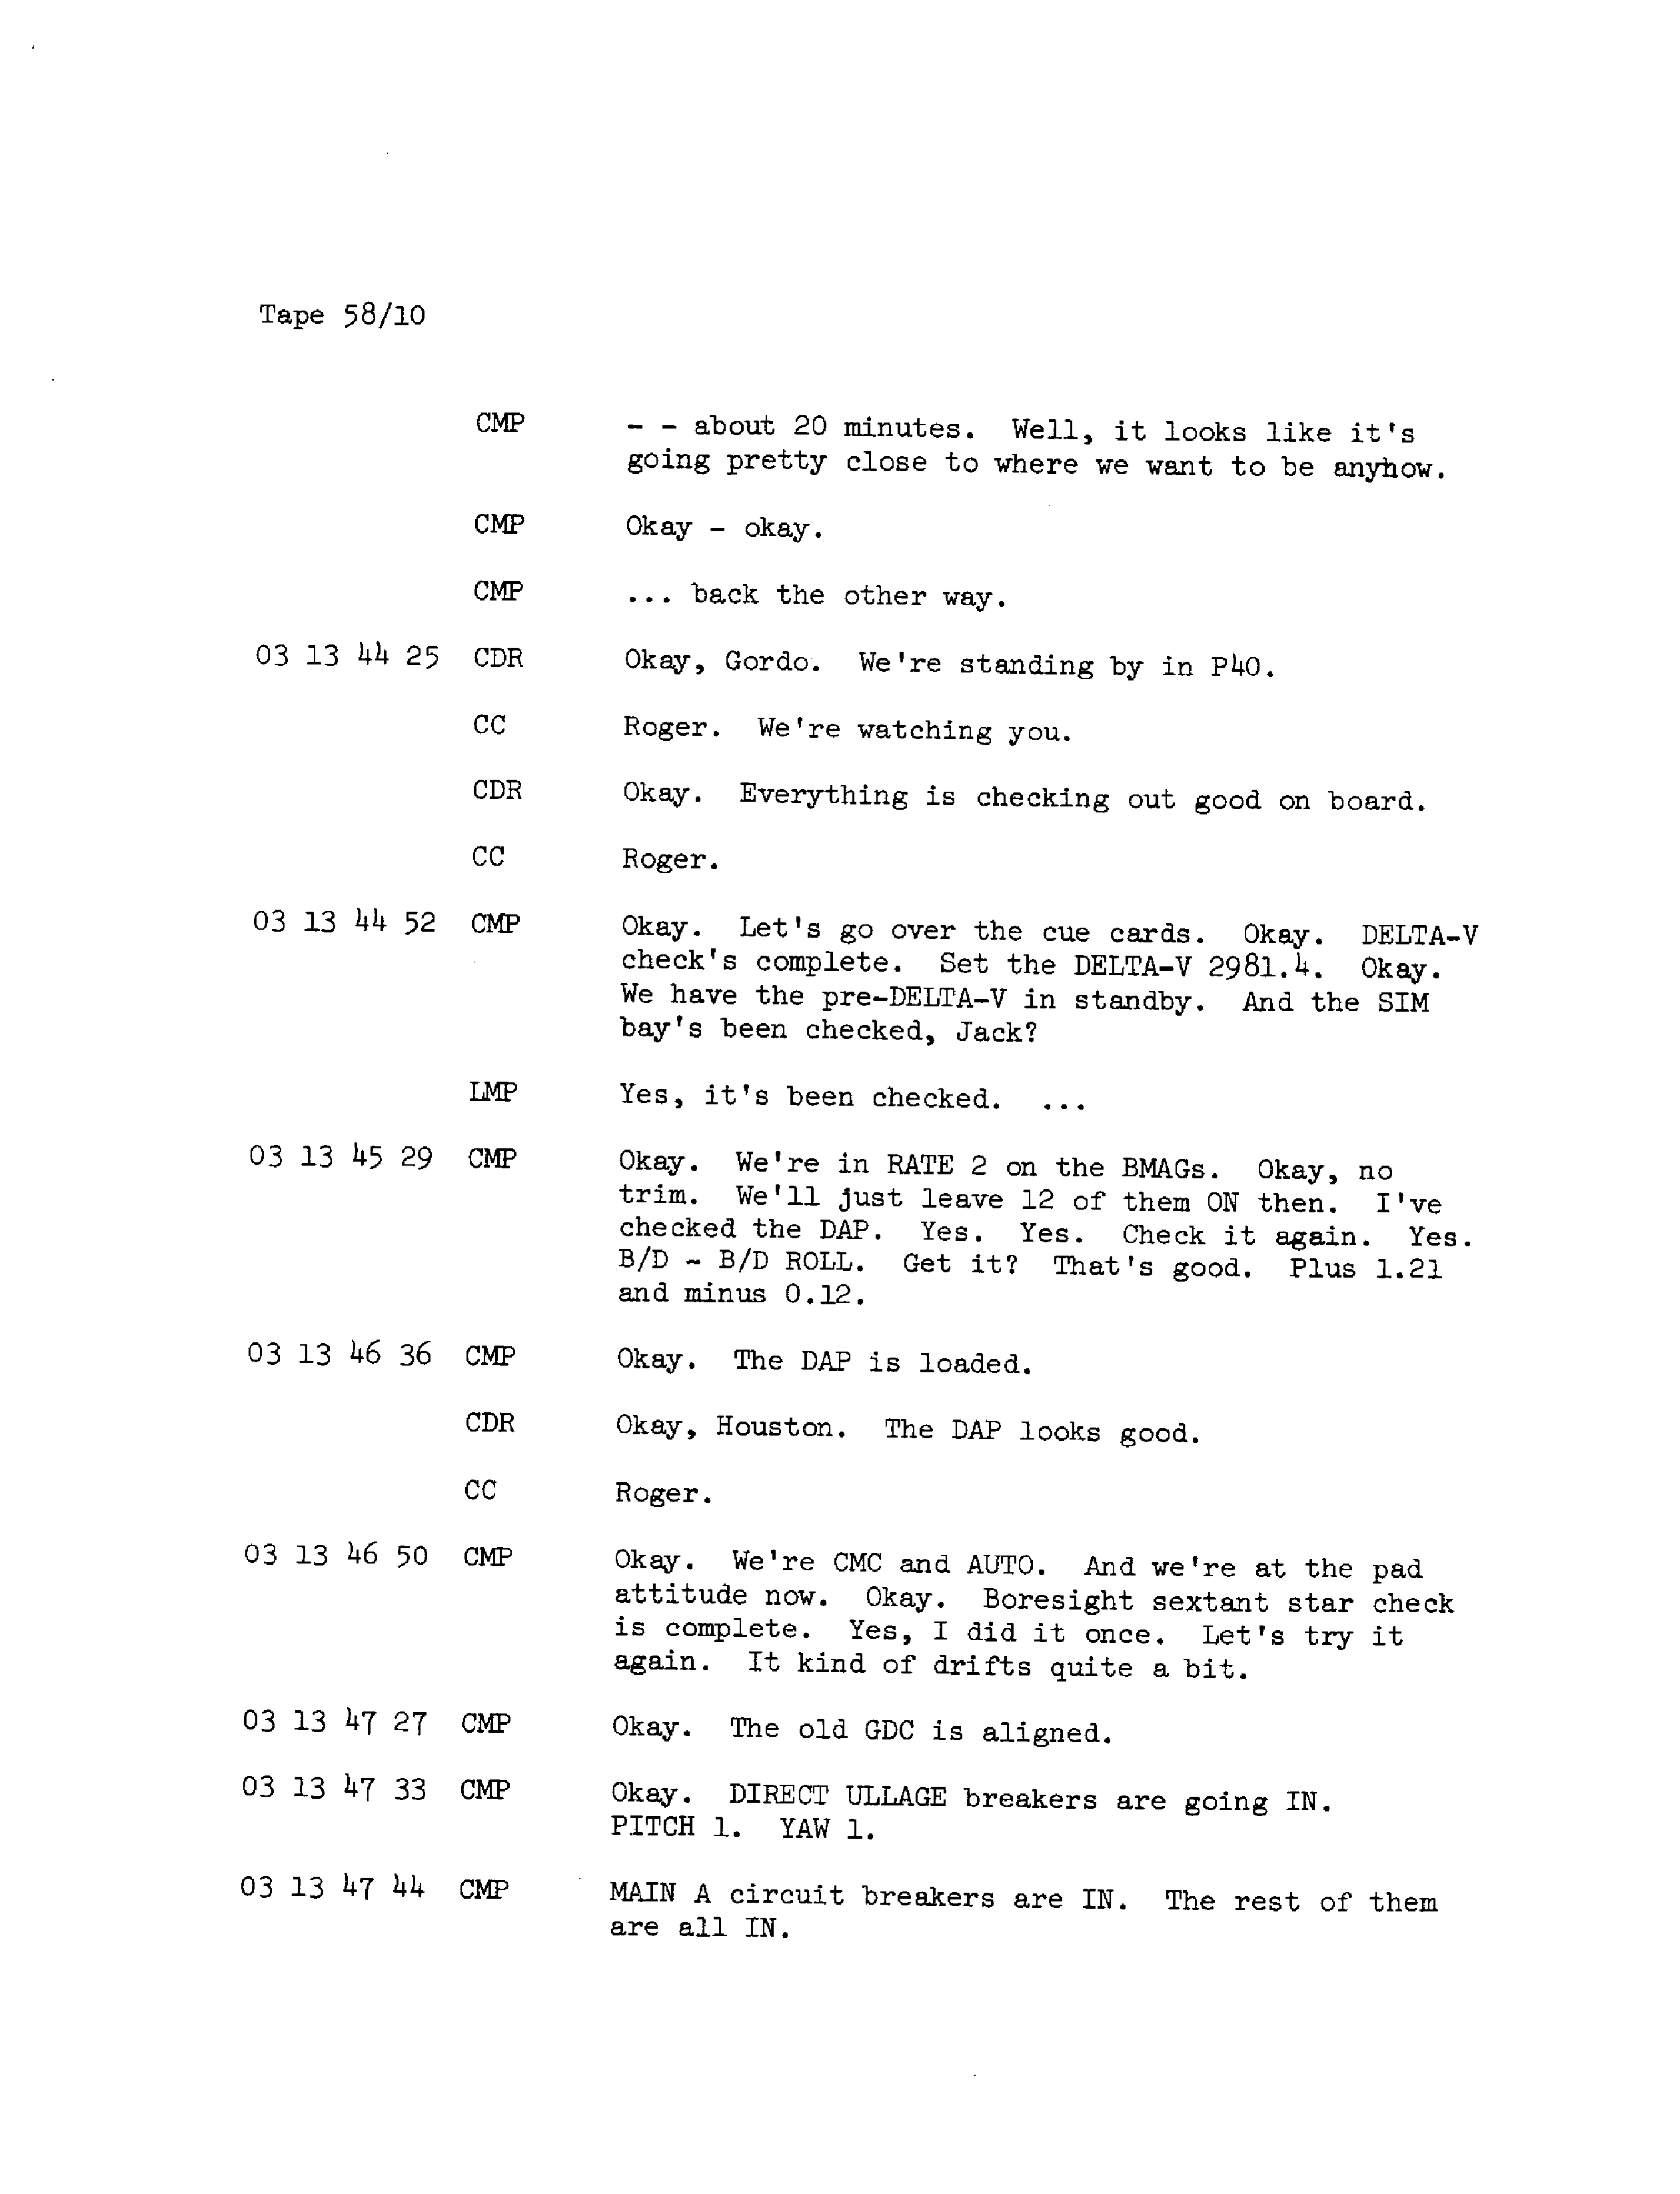 Tape 58/10
CMP - - about 20 minutes. Well, it looks like it's
going pretty close to where we want to be anyhow.
CMP Okay - okay.
CMP ... back the other way.
03 13 44 25 CDR Okay, Gordo. We're standing by in P40.
CC Roger. We're watching you.
CDR Okay. Everything is checking out good on board.
CC Roger.
03 13 44 52 CMP Okay. Let's go over the cue cards. Okay. DELTA-V
check's complete. Set the DELTA-V 2981.4. Okay.
We have the pre-DELTA-V in standby. And the SIM
bay's been checked, Jack?
LMP Yes, it's been checked. ...
03 13 45 29 CMP Okay. We're in RATE 2 on the BMAGs. Okay, no
trim. We'll just leave 12 of them ON then. I've
checked the DAP. Yes. Yes. Check it again. Yes.
B/D - B/D ROLL. Get it? That's good. Plus 1.21
and minus 0.12.
03 13 46 36 CMP Okay. The DAP is loaded.
CDR Okay, Houston. The DAP looks good.
CC Roger.
03 13 46 50 CMP Okay. We're CMC and AUTO. And we're at the pad
attitude now. Okay. Boresight sextant star check
is complete. Yes, I did it once. Let's try it
again. It kind of drifts quite a bit.
03 13 47 27 CMP Okay. The old GDC is aligned.
03 13 47 33 CMP Okay. DIRECT ULLAGE breakers are going IN.
PITCH 1. YAW 1.
03 13 47 44 CMP MAIN A circuit breakers are IN. The rest of them
are all IN.